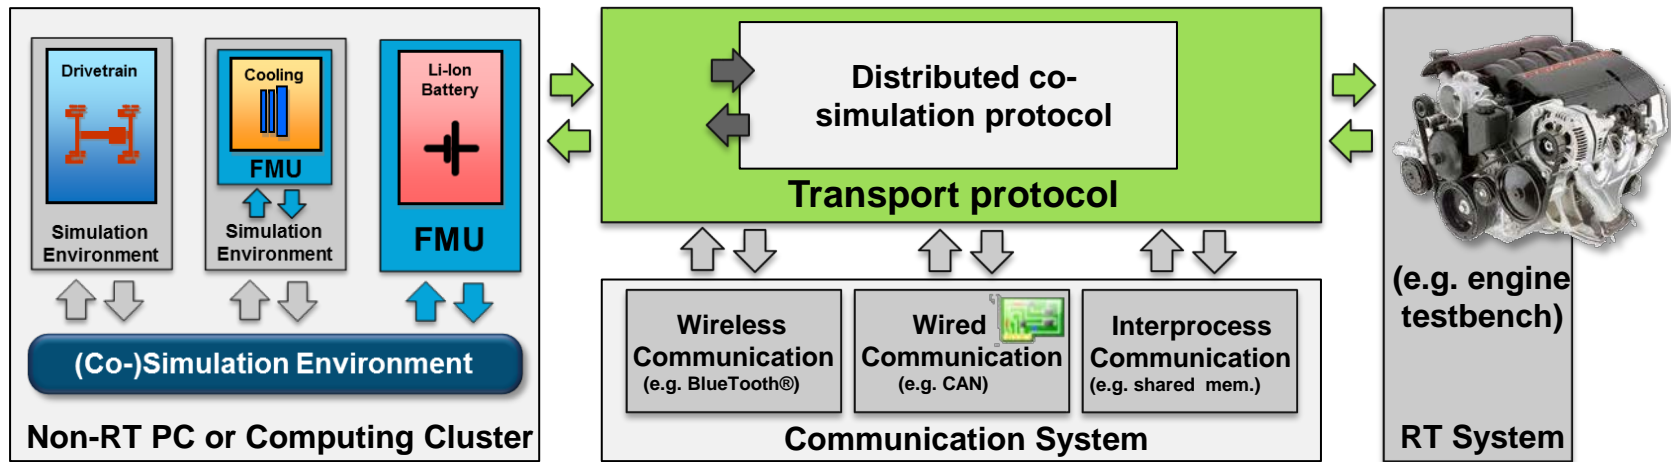 Drivetrain
Simulation
Environment
Cooling
FMU
Simulation
Environment
Li-Ion
Battery
FMU
(Co-)Simulation Environment
Non-RT PC or Computing Cluster
Distributed co-
simulation protocol
Transport protocol
Wireless
Communication
(e.g. BlueTooth®)
Wired
Communication
(e.g. CAN)
Interprocess
Communication
(e.g. shared mem.)
Communication System
(e.g. engine
testbench)
RT System